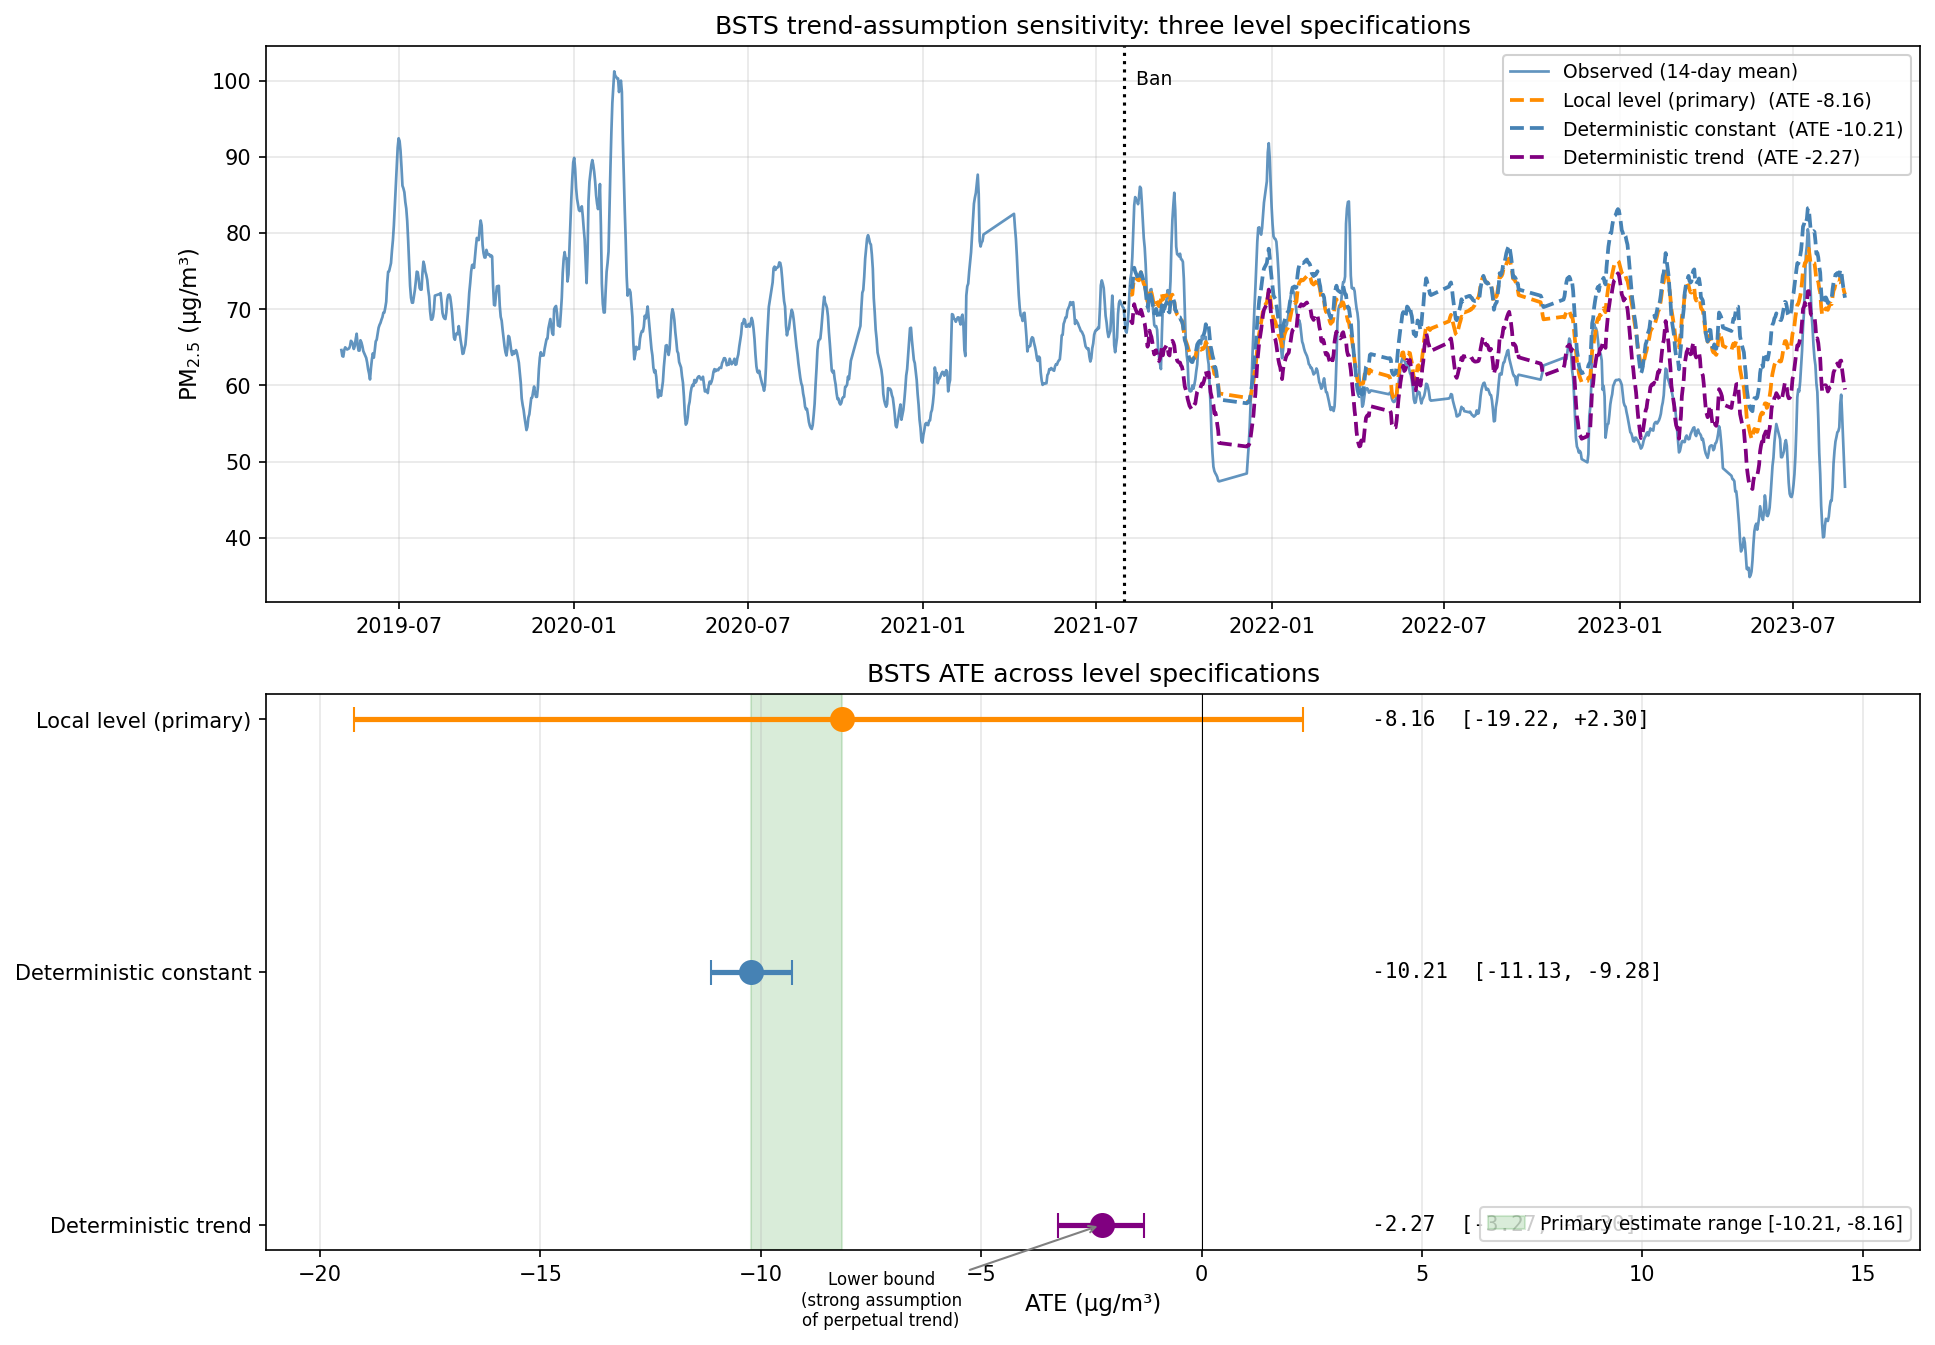 BSTS trend-assumption sensitivity: three level specifications
100
90
80
70
60
50
40
PM₂.₅ (µg/m³)
Ban
Observed (14-day mean)
Local level (primary)  (ATE -8.16)
Deterministic constant  (ATE -10.21)
Deterministic trend  (ATE -2.27)
2019-07
2020-01
2020-07
2021-01
2021-07
2022-01
2022-07
2023-01
2023-07
BSTS ATE across level specifications
Local level (primary)
-8.16  [-19.22, +2.30]
Deterministic constant
-10.21  [-11.13, -9.28]
Deterministic trend
-2.27  [-3.27, -1.30]
Primary estimate range [-10.21, -8.16]
−20
−15
−10
−5
0
5
10
15
Lower bound
(strong assumption
of perpetual trend)
ATE (µg/m³)